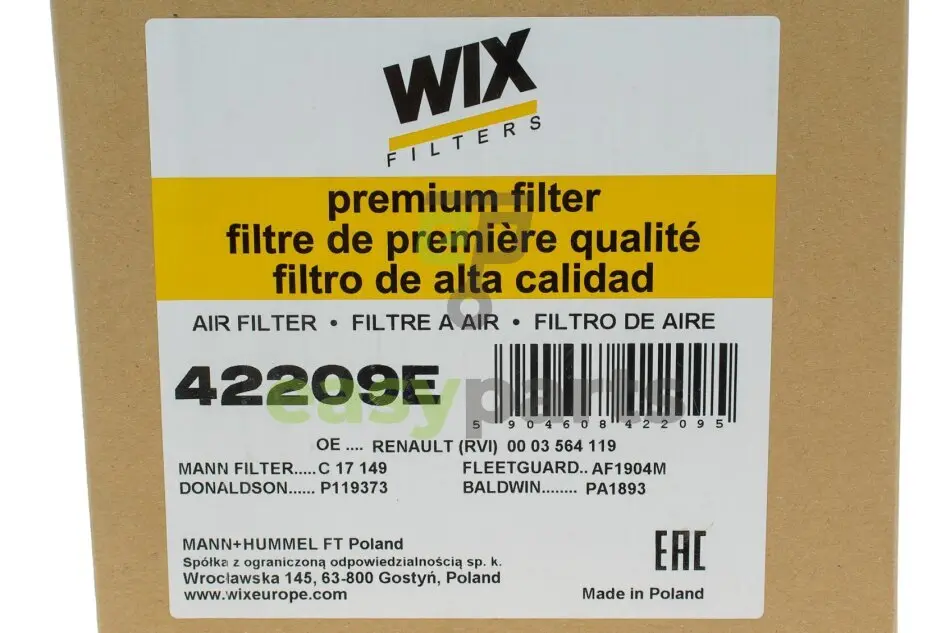 WIX
FILTERS
premium filter
filtre de première qualité
filtro de alta calidad
AIR FILTER • FILTRE A AIR • FILTRO DE AIRE
42209E
easyparts
5 904608 422095
OE .... RENAULT (RVI) 00 03 564 119
MANN FILTER.....C 17 149 FLEETGUARD.. AF1904M
DONALDSON...... P119373 BALDWIN........ PA1893
MANN+HUMMEL FT Poland
Spółka z ograniczoną odpowiedzialnością sp. k.
Wrocławska 145, 63-800 Gostyń, Poland
www.wixeurope.com
EAC
Made in Poland